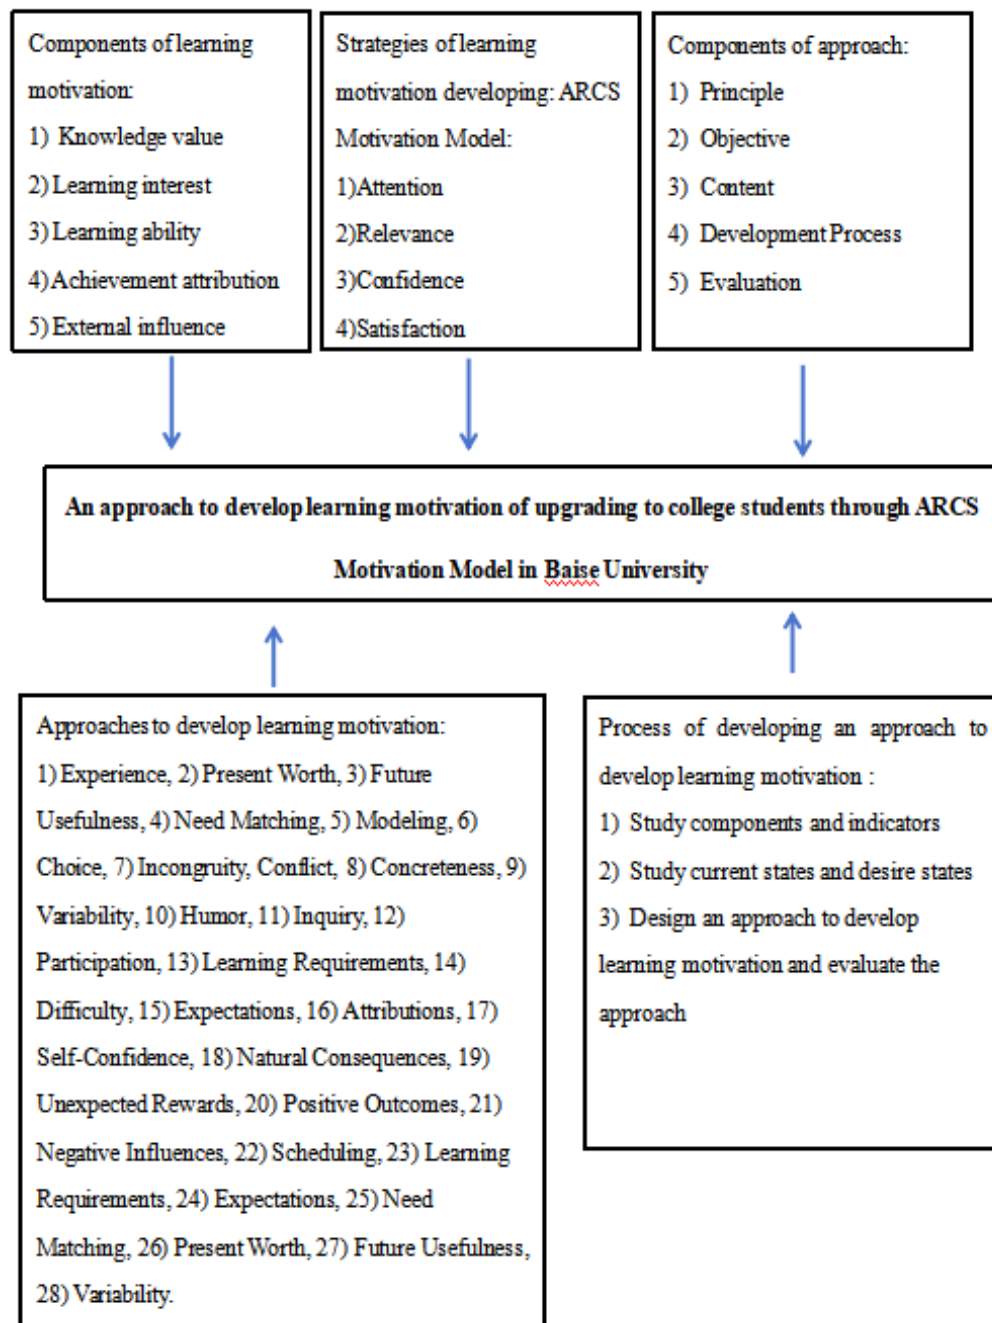 Components of learning
motivation:
1) Knowledge value
2) Learning interest
3) Learning ability
4) Achievement attribution
5) External influence
Strategies of learning
motivation developing: ARCS
Motivation Model:
1)Attention
2)Relevance
3)Confidence
4)Satisfaction
Components of approach:
1) Principle
2) Objective
3) Content
4) Development Process
5) Evaluation
An approach to develop learning motivation of upgrading to college students through ARCS
Motivation Model in Baise University
Approaches to develop learning motivation:
1) Experience, 2) Present Worth, 3) Future
Usefulness, 4) Need Matching, 5) Modeling, 6)
Choice, 7) Incongruity, Conflict, 8) Concreteness, 9)
Variability, 10) Humor, 11) Inquiry, 12)
Participation, 13) Learning Requirements, 14)
Difficulty, 15) Expectations, 16) Attributions, 17)
Self-Confidence, 18) Natural Consequences, 19)
Unexpected Rewards, 20) Positive Outcomes, 21)
Negative Influences, 22) Scheduling, 23) Learning
Requirements, 24) Expectations, 25) Need
Matching, 26) Present Worth, 27) Future Usefulness,
28) Variability.
Process of developing an approach to
develop learning motivation :
1) Study components and indicators
2) Study current states and desire states
3) Design an approach to develop
learning motivation and evaluate the
approach